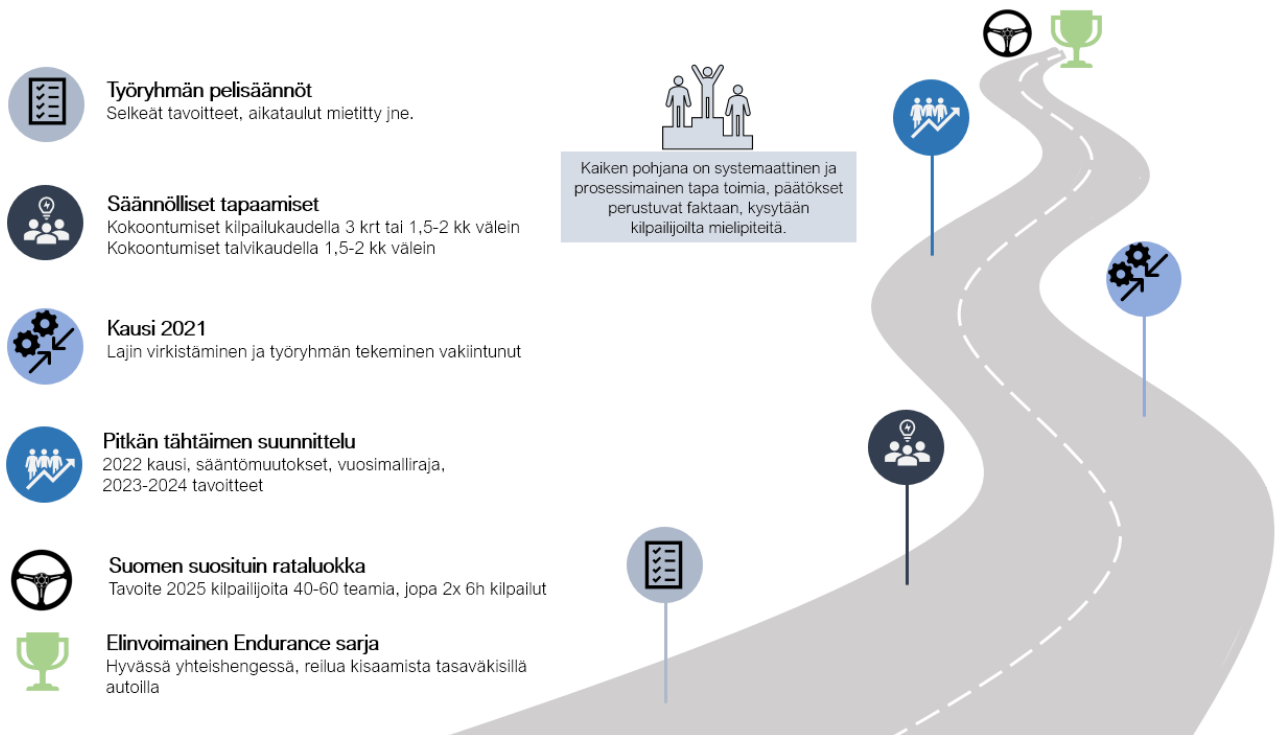 Työryhmän pelisäännöt
Selkeät tavoitteet, aikataulut mietitty jne.
Säännölliset tapaamiset
Kokoontumiset kilpailukaudella 3 krt tai 1,5-2 kk välein
Kokoontumiset talvikaudella 1,5-2 kk välein
Kausi 2021
Lajin virkistäminen ja työryhmän tekeminen vakiintunut
Pitkän tähtäimen suunnittelu
2022 kausi, sääntömuutokset, vuosimalliraja,
2023-2024 tavoitteet
Suomen suosituin rataluokka
Tavoite 2025 kilpailijoita 40-60 teamia, jopa 2x 6h kilpailut
Elinvoimainen Endurance sarja
Hyvässä yhteishengessä, reilua kisaamista tasaväkisillä
autoilla
Kaiken pohjana on systemaattinen ja
prosessimainen tapa toimia, päätökset
perustuvat faktaan, kysytään
kilpailijoilta mielipiteitä.